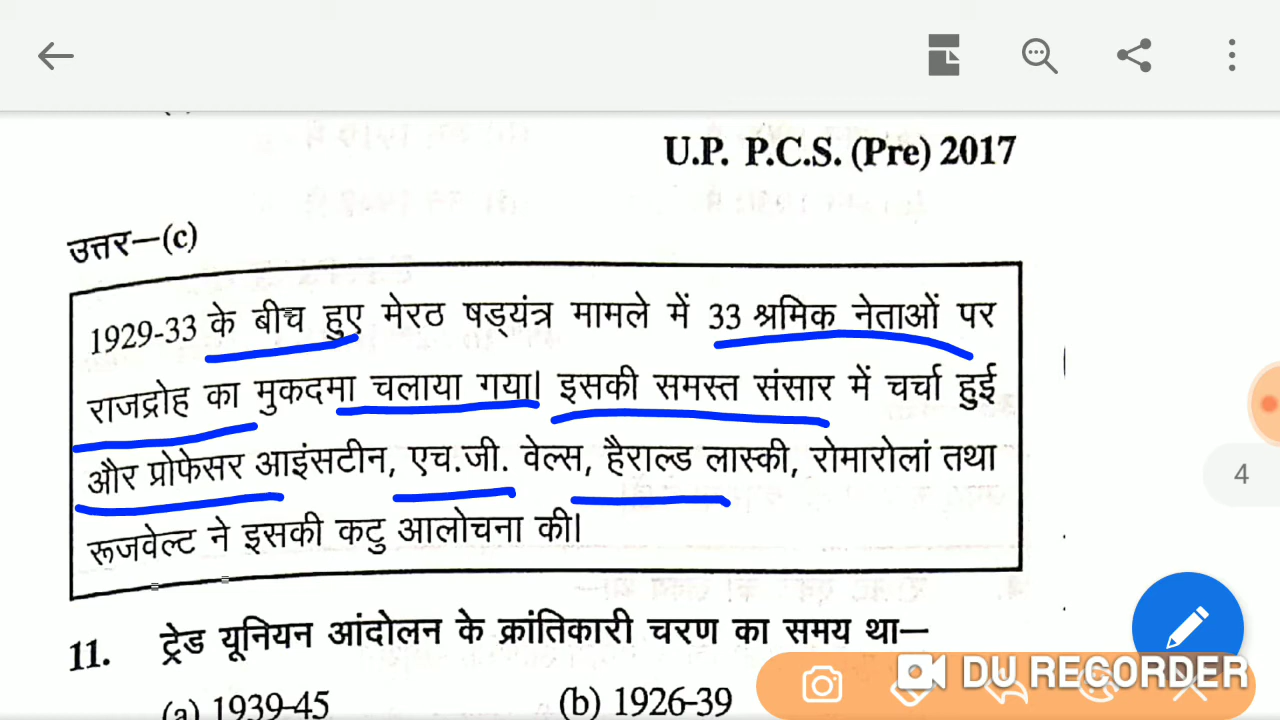 U.P. P.C.S. (Pre) 2017
उत्तर–(c)
1929-33 के बीच हुए मेरठ षड्यंत्र मामले में 33 श्रमिक नेताओं पर
राजद्रोह का मुकदमा चलाया गया। इसकी समस्त संसार में चर्चा हुई
और प्रोफेसर आइंसटीन, एच.जी. वेल्स, हैराल्ड लास्की, रोमारोलां तथा
रूजवेल्ट ने इसकी कटु आलोचना की।
4
11. ट्रेड यूनियन आंदोलन के क्रांतिकारी चरण का समय था–
(a) 1939-45 (b) 1926-39
DU RECORDER